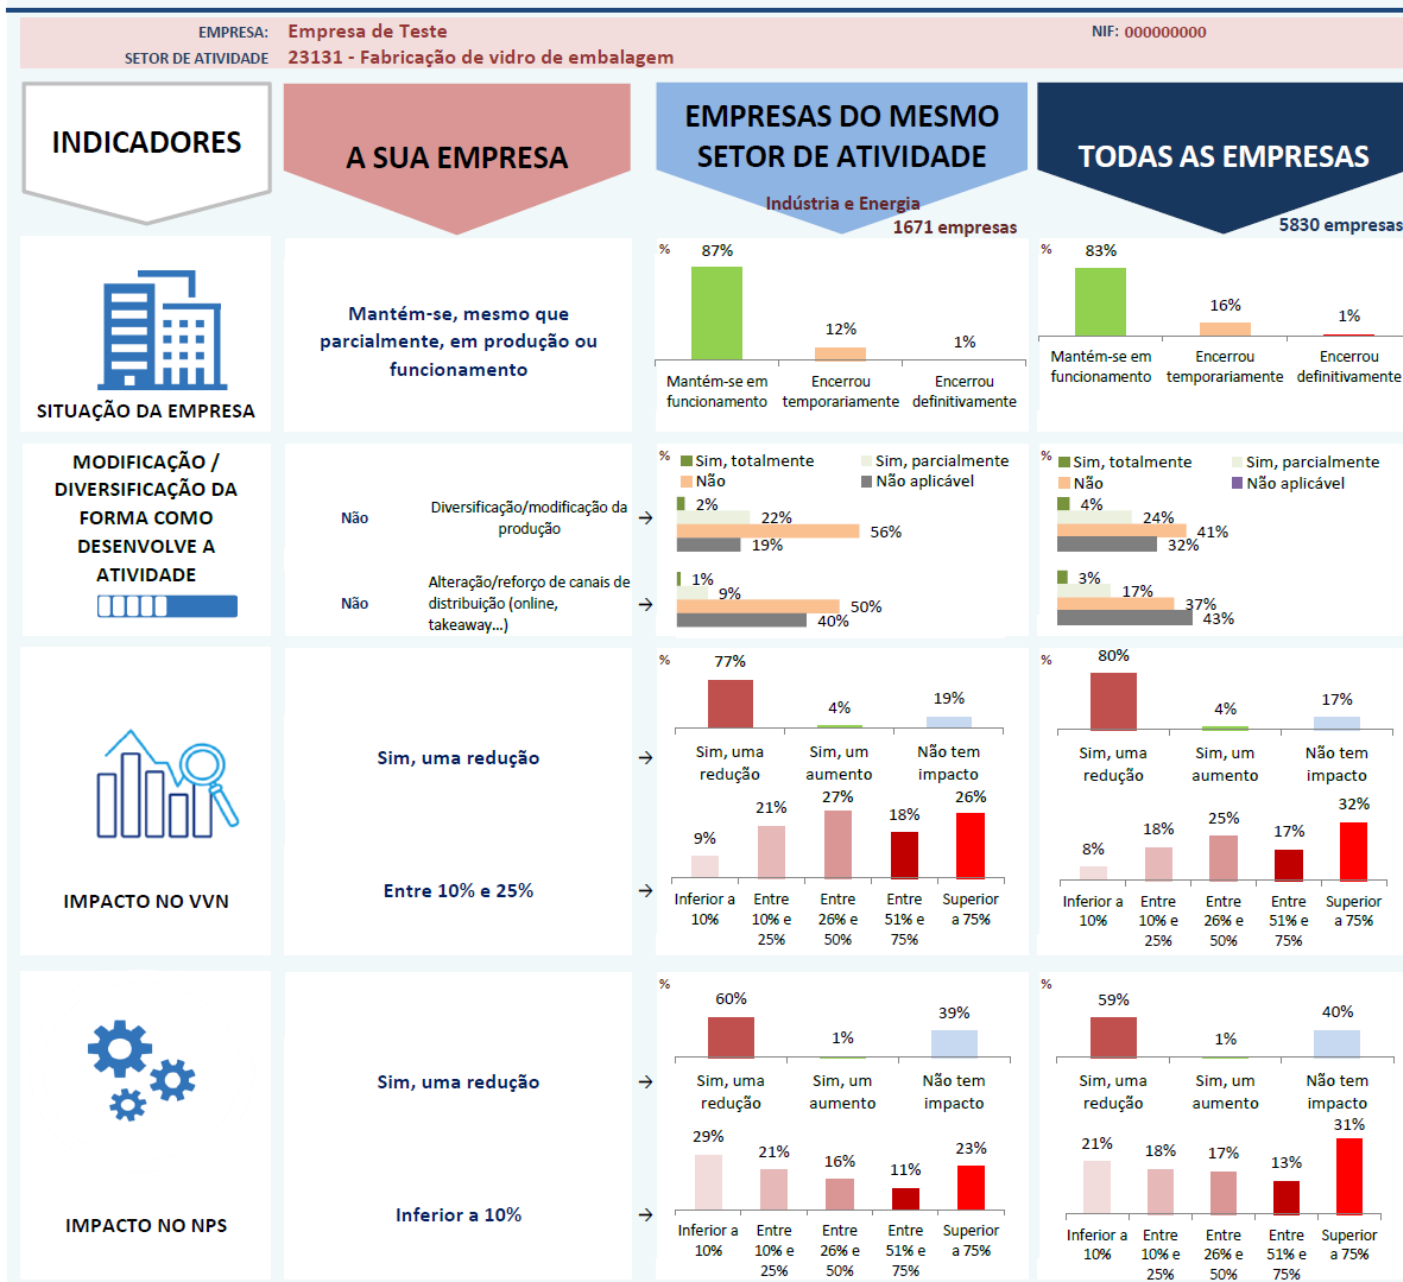 EMPRESA: Empresa de Teste NIF: 000000000
SETOR DE ATIVIDADE 23131 - Fabricação de vidro de embalagem
INDICADORES
A SUA EMPRESA
EMPRESAS DO MESMO
SETOR DE ATIVIDADE
Indústria e Energia
1671 empresas
TODAS AS EMPRESAS
5830 empresas
SITUAÇÃO DA EMPRESA
Mantém-se, mesmo que
parcialmente, em produção ou
funcionamento
%
87%
12%
1%
Mantém-se em
funcionamento
Encerrou
temporariamente
Encerrou
definitivamente
%
83%
16%
1%
Mantém-se em
funcionamento
Encerrou
temporariamente
Encerrou
definitivamente
MODIFICAÇÃO /
DIVERSIFICAÇÃO DA
FORMA COMO
DESENVOLVE A
ATIVIDADE
Não
Diversificação/modificação da
produção
→
Não
Alteração/reforço de canais de
distribuição (online,
takeaway...)
→
%
Sim, totalmente Sim, parcialmente
Não Não aplicável
2%
22%
56%
19%
1%
9%
50%
40%
%
Sim, totalmente Sim, parcialmente
Não Não aplicável
4%
24%
41%
32%
3%
17%
37%
43%
IMPACTO NO VVN
Sim, uma redução →
Entre 10% e 25% →
%
77%
4%
19%
Sim, uma
redução
Sim, um
aumento
Não tem
impacto
9%
21%
27%
18%
26%
Inferior a
10%
Entre
10% e
25%
Entre
26% e
50%
Entre
51% e
75%
Superior
a 75%
%
80%
4%
17%
Sim, uma
redução
Sim, um
aumento
Não tem
impacto
8%
18%
25%
17%
32%
Inferior a
10%
Entre
10% e
25%
Entre
26% e
50%
Entre
51% e
75%
Superior
a 75%
IMPACTO NO NPS
Sim, uma redução →
Inferior a 10% →
%
60%
1%
39%
Sim, uma
redução
Sim, um
aumento
Não tem
impacto
29%
21%
16%
11%
23%
Inferior a
10%
Entre
10% e
25%
Entre
26% e
50%
Entre
51% e
75%
Superior
a 75%
%
59%
1%
40%
Sim, uma
redução
Sim, um
aumento
Não tem
impacto
21%
18%
17%
13%
31%
Inferior a
10%
Entre
10% e
25%
Entre
26% e
50%
Entre
51% e
75%
Superior
a 75%